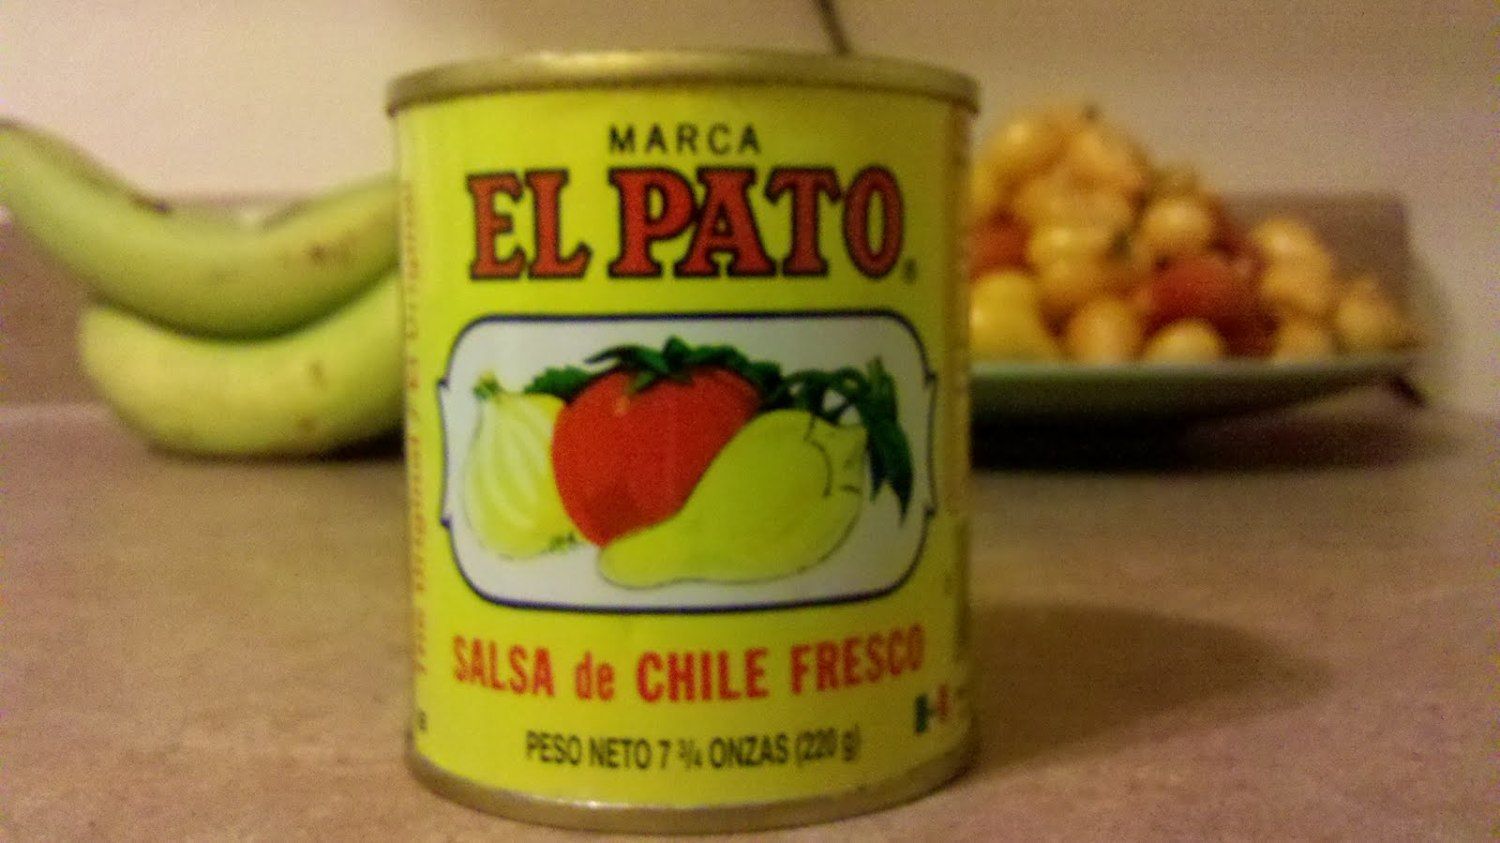 MARCA
EL PATO®
SALSA de CHILE FRESCO
PESO NETO 7 ¾ ONZAS (220 g)